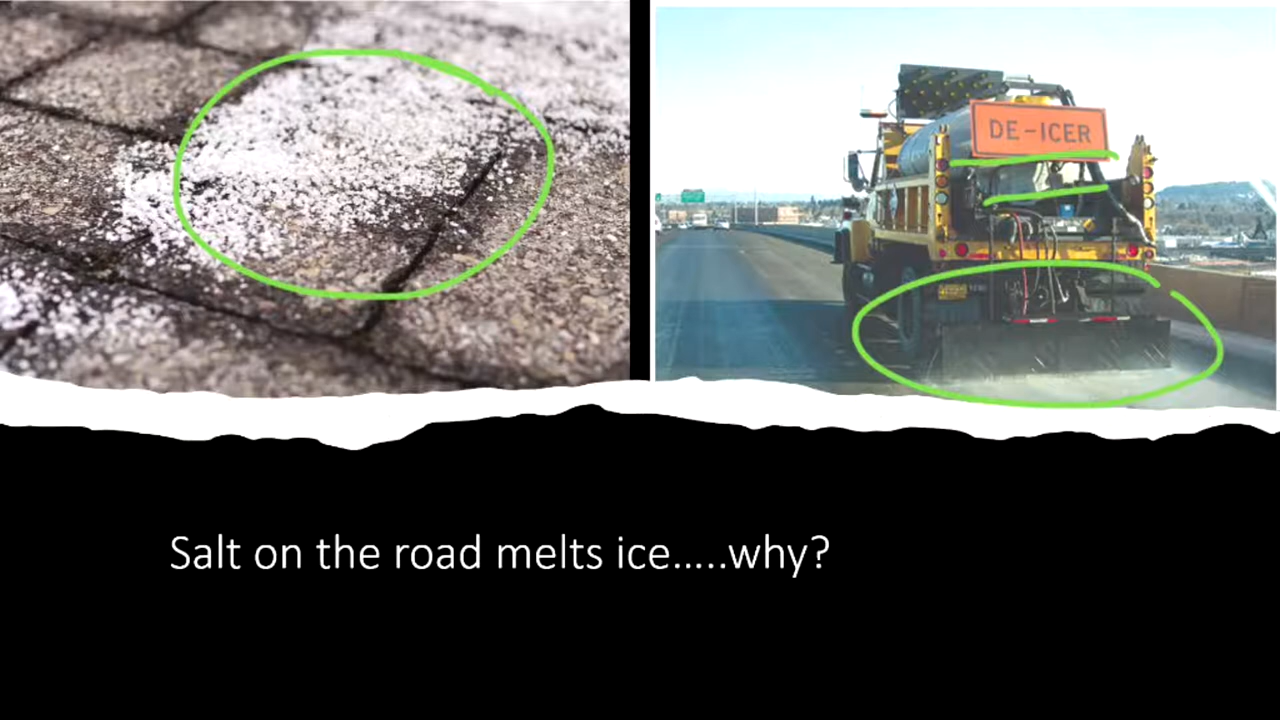 DE-ICER
Salt on the road melts ice.....why?